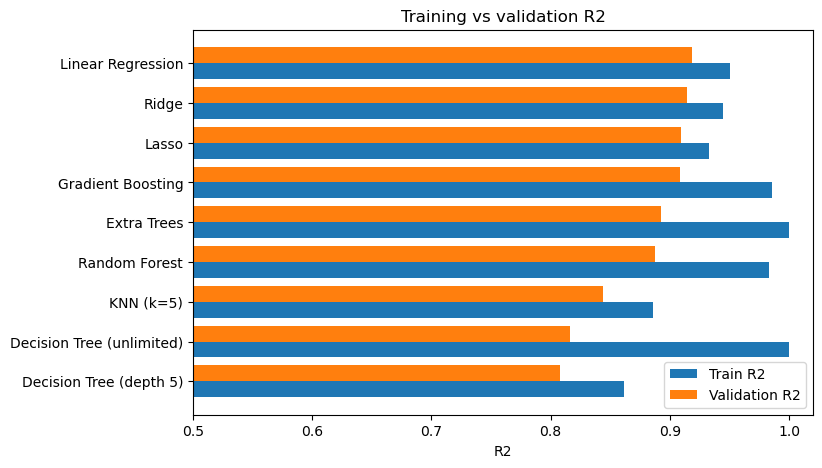 Training vs validation R2
Linear Regression
Ridge
Lasso
Gradient Boosting
Extra Trees
Random Forest
KNN (k=5)
Decision Tree (unlimited)
Decision Tree (depth 5)
Train R2
Validation R2
0.5 0.6 0.7 0.8 0.9 1.0
R2